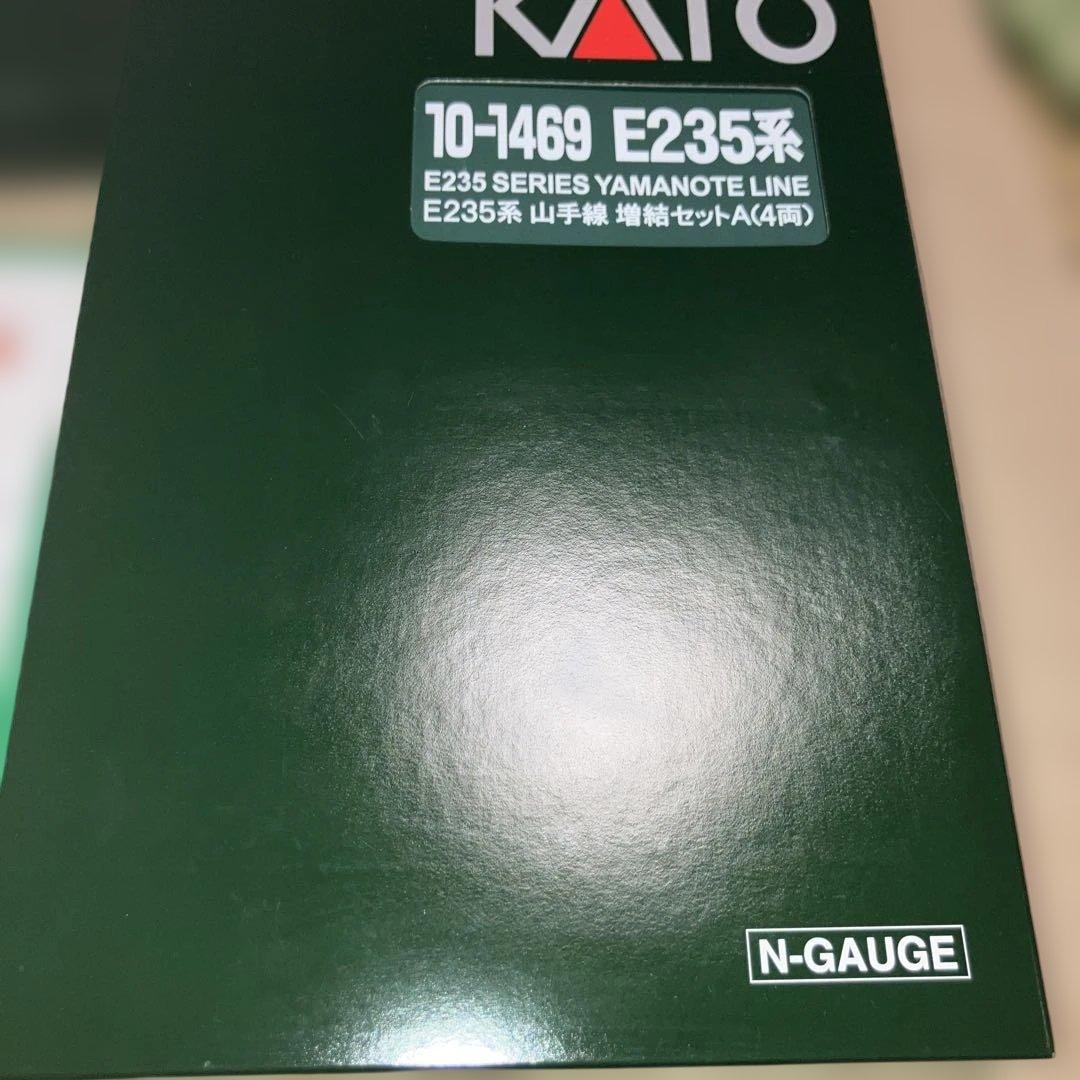 KATO
10-1469 E235系
E235 SERIES YAMANOTE LINE
E235系 山手線 増結セットA(4両)
N-GAUGE